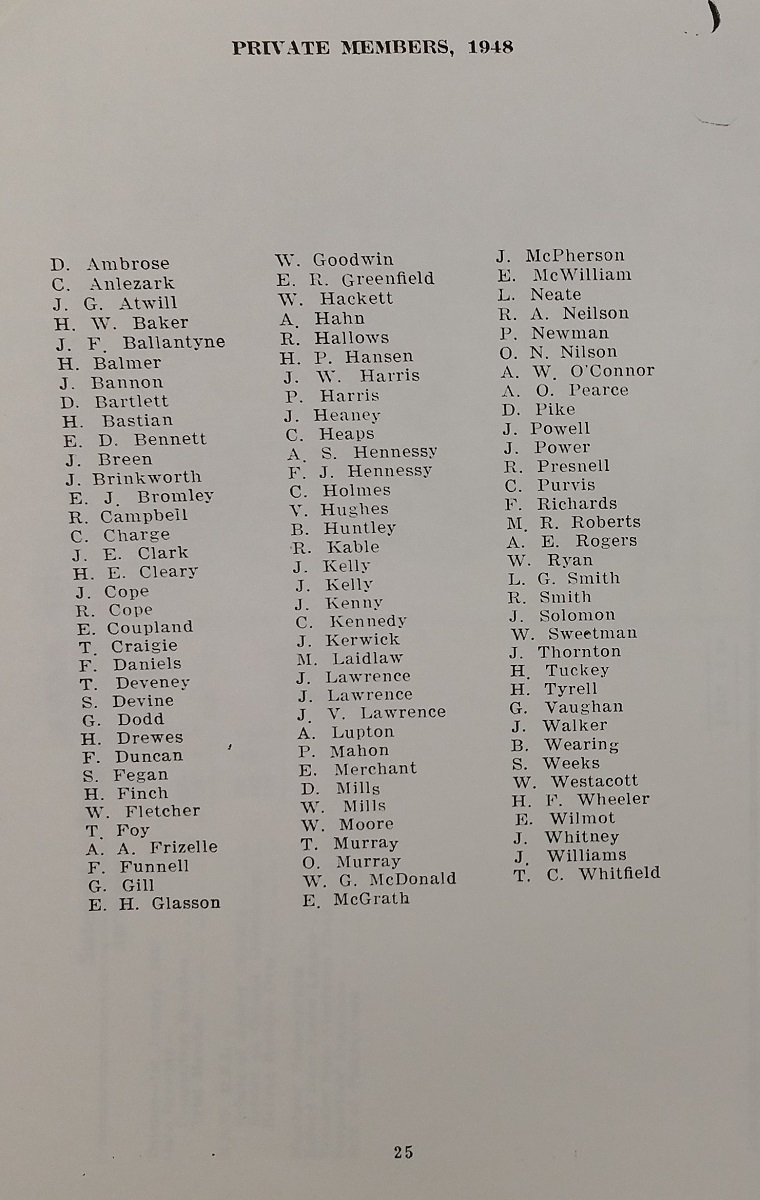 PRIVATE MEMBERS, 1948
D. Ambrose
C. Anlezark
J. G. Atwill
H. W. Baker
J. F. Ballantyne
H. Balmer
J. Bannon
D. Bartlett
H. Bastian
E. D. Bennett
J. Breen
J. Brinkworth
E. J. Bromley
R. Campbell
C. Charge
J. E. Clark
H. E. Cleary
J. Cope
R. Cope
E. Coupland
T. Craigie
F. Daniels
T. Deveney
S. Devine
G. Dodd
H. Drewes
F. Duncan
S. Fegan
H. Finch
W. Fletcher
T. Foy
A. A. Frizelle
F. Funnell
G. Gill
E. H. Glasson
W. Goodwin
E. R. Greenfield
W. Hackett
A. Hahn
R. Hallows
H. P. Hansen
J. W. Harris
P. Harris
J. Heaney
C. Heaps
A. S. Hennessy
F. J. Hennessy
C. Holmes
V. Hughes
B. Huntley
R. Kable
J. Kelly
J. Kelly
J. Kenny
C. Kennedy
J. Kerwick
M. Laidlaw
J. Lawrence
J. Lawrence
J. V. Lawrence
A. Lupton
P. Mahon
E. Merchant
D. Mills
W. Mills
W. Moore
T. Murray
O. Murray
W. G. McDonald
E. McGrath
J. McPherson
E. McWilliam
L. Neate
R. A. Neilson
P. Newman
O. N. Nilson
A. W. O'Connor
A. O. Pearce
D. Pike
J. Powell
J. Power
R. Presnell
C. Purvis
F. Richards
M. R. Roberts
A. E. Rogers
W. Ryan
L. G. Smith
R. Smith
J. Solomon
W. Sweetman
J. Thornton
H. Tuckey
H. Tyrell
G. Vaughan
J. Walker
B. Wearing
S. Weeks
W. Westacott
H. F. Wheeler
E. Wilmot
J. Whitney
J. Williams
T. C. Whitfield
25